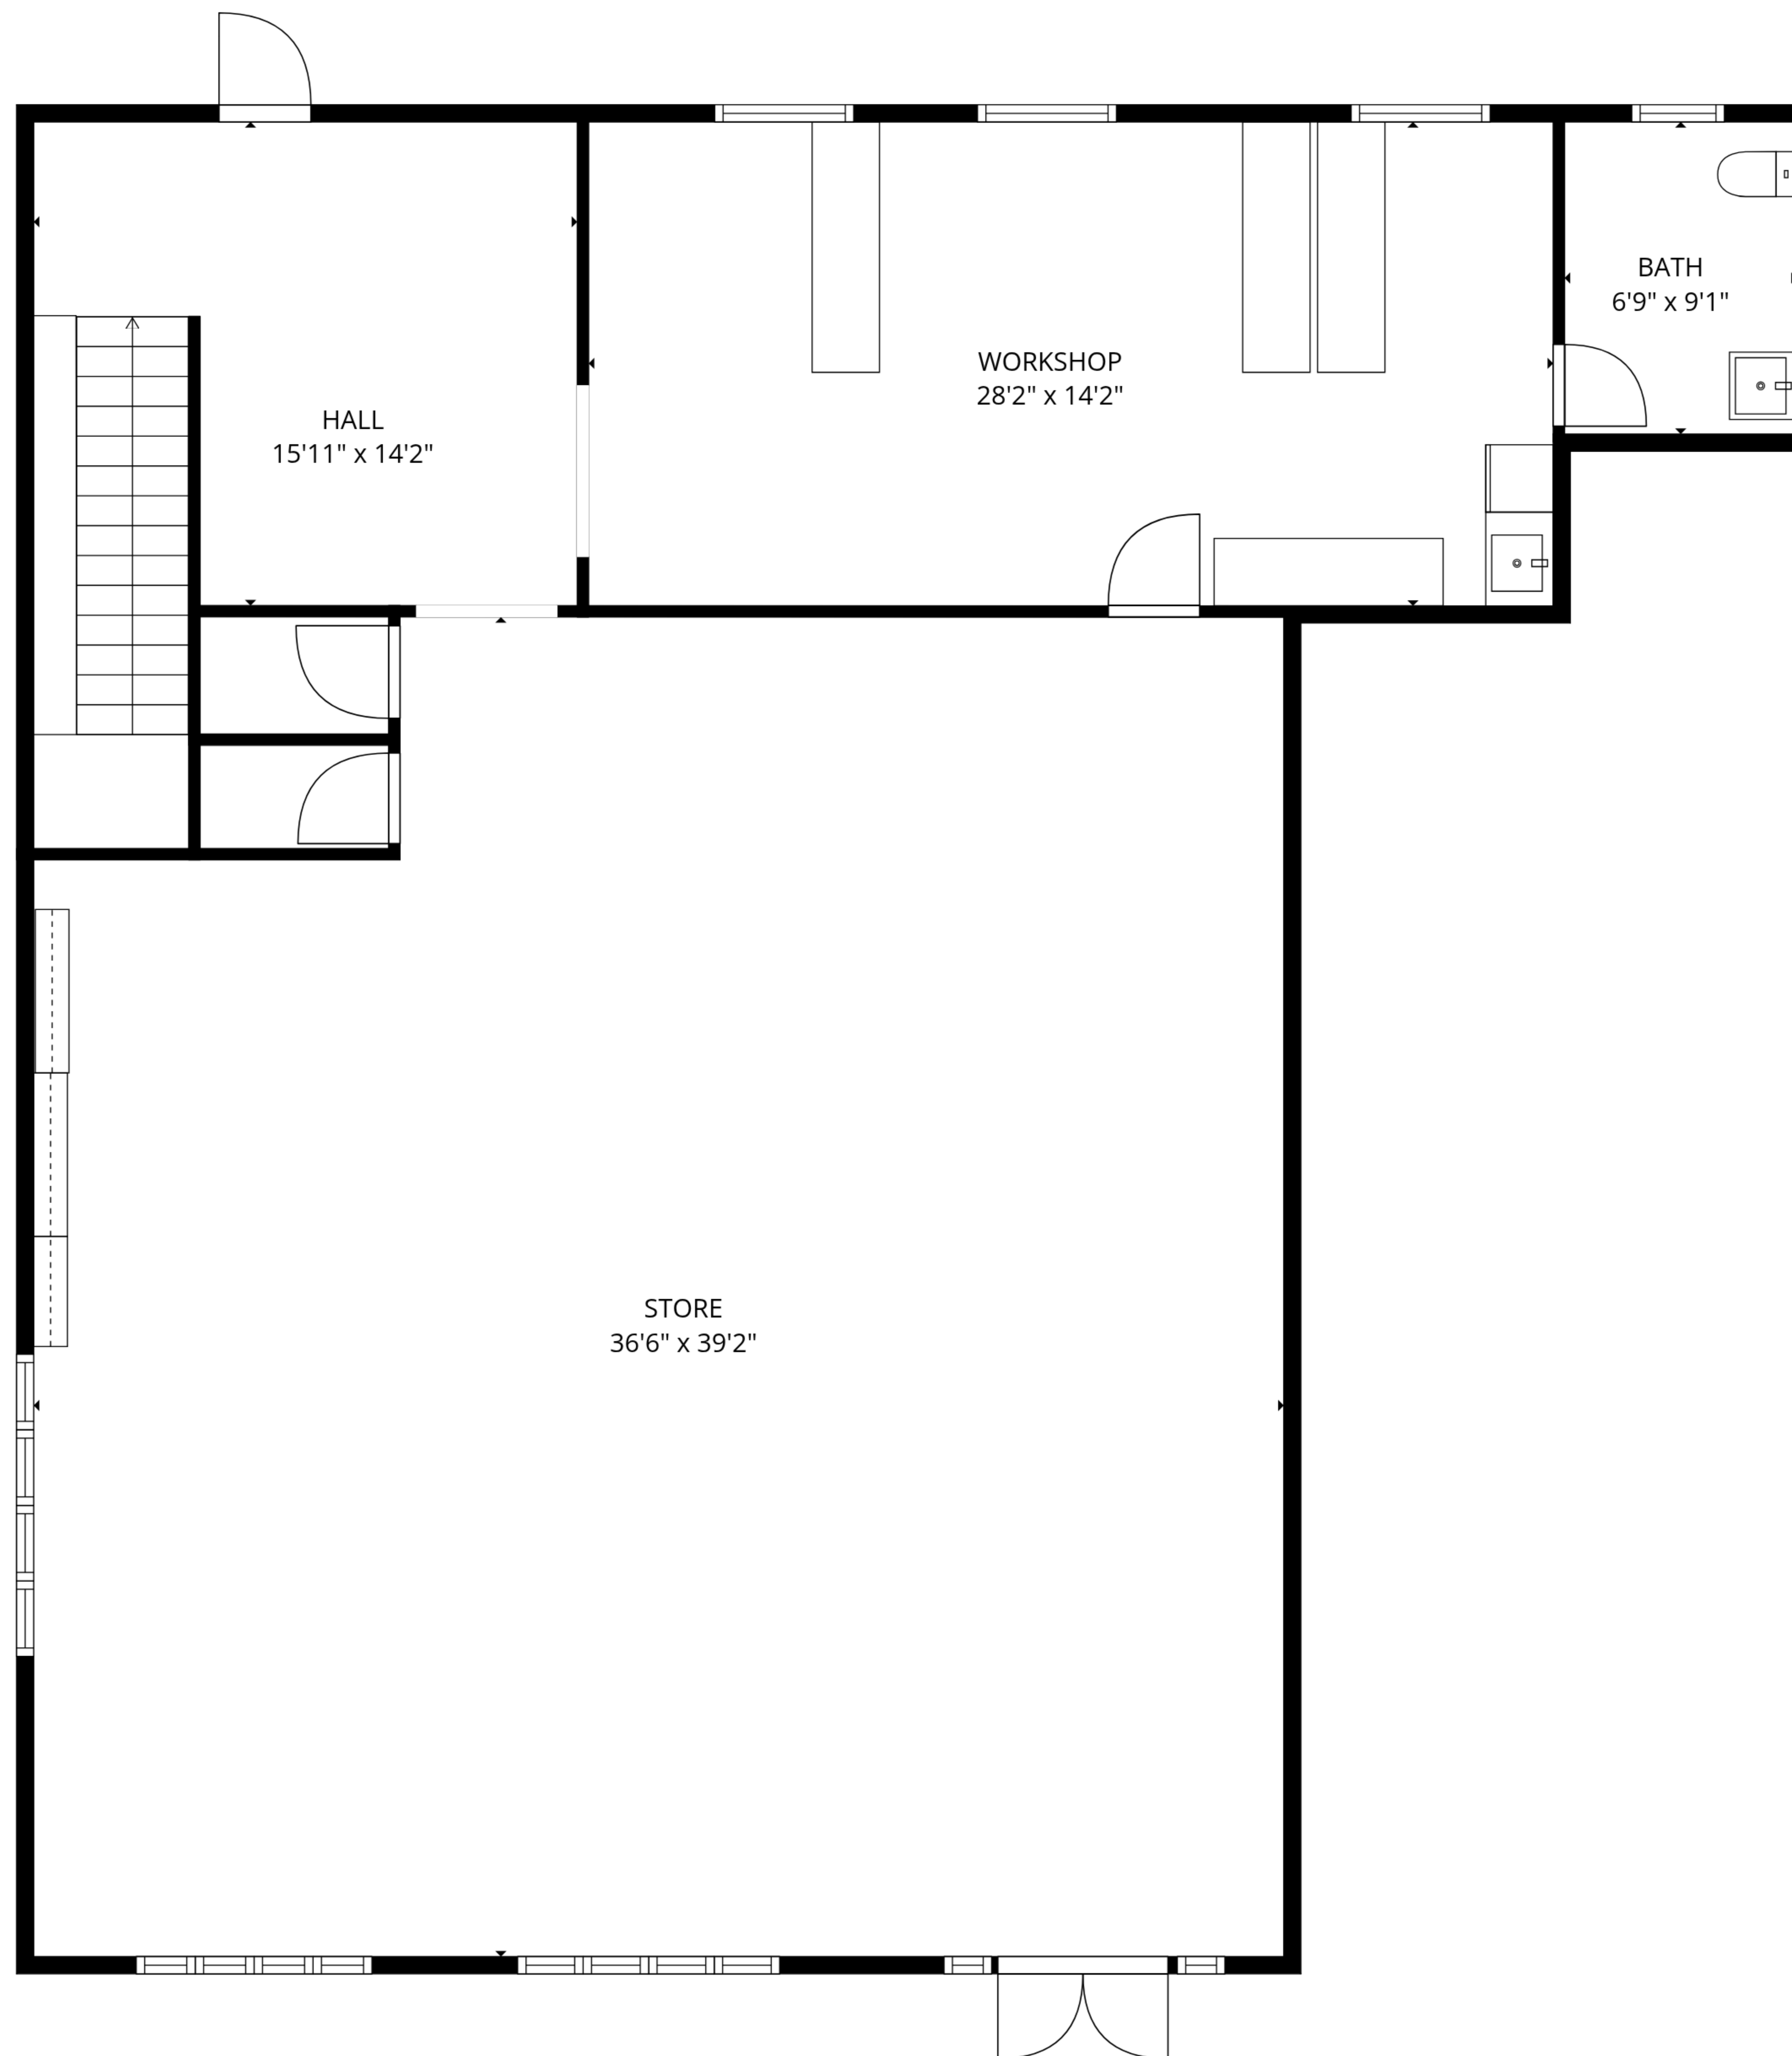 BATH
6'9" x 9'1"
WORKSHOP
28'2" x 14'2"
HALL
15'11" x 14'2"
STORE
36'6" x 39'2"